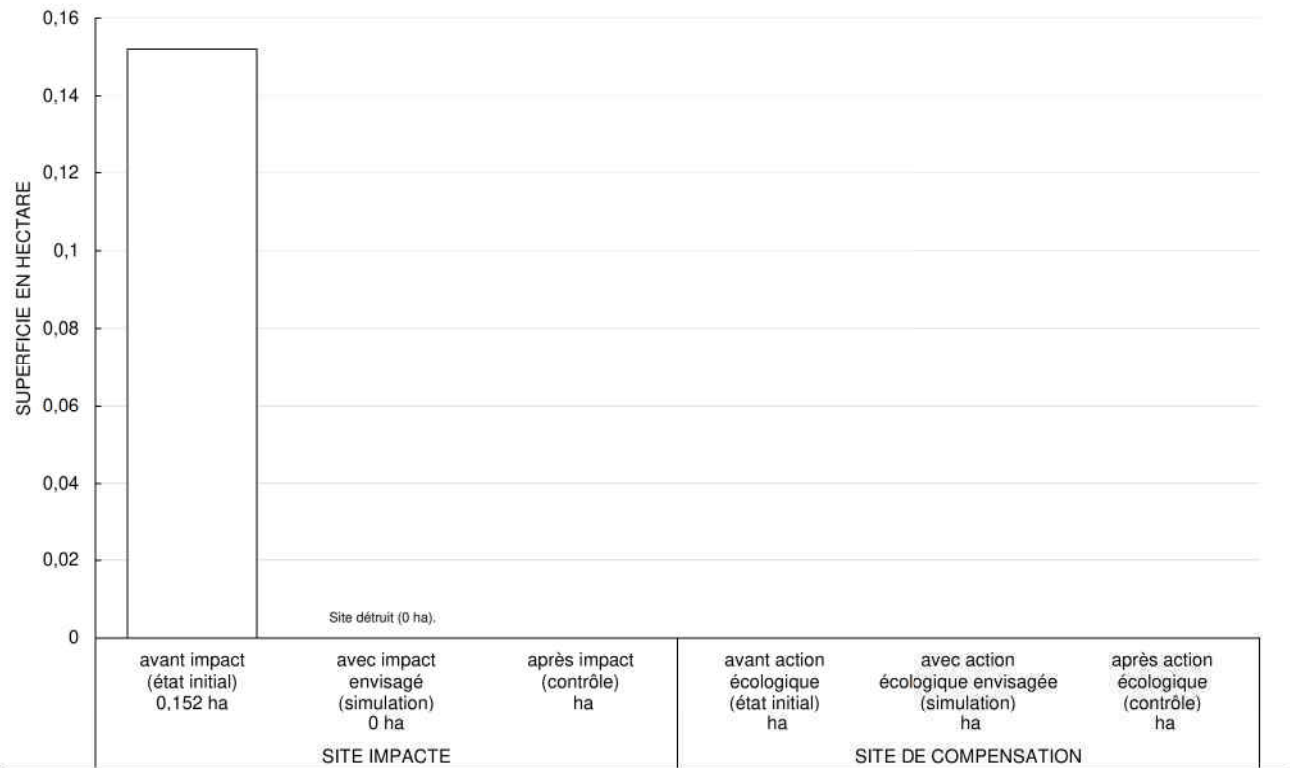 SUPERFICIE EN HECTARE
0,16
0,14
0,12
0,1
0,08
0,06
0,04
0,02
0
Site détruit (0 ha).
avant impact
(état initial)
0,152 ha
avec impact
envisagé
(simulation)
0 ha
après impact
(contrôle)
ha
avant action
écologique
(état initial)
ha
avec action
écologique envisagée
(simulation)
ha
après action
écologique
(contrôle)
ha
SITE IMPACTE
SITE DE COMPENSATION